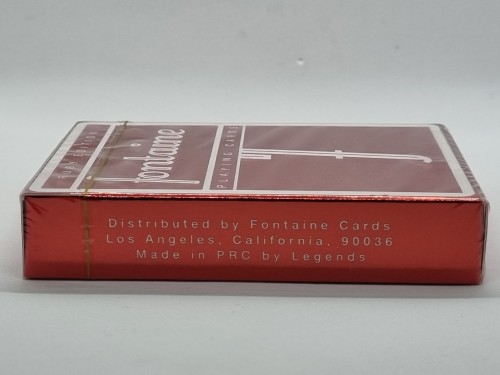 fontaine
PLAYING CARDS
f
Distributed by Fontaine Cards
Los Angeles, California, 90036
Made in PRC by Legends